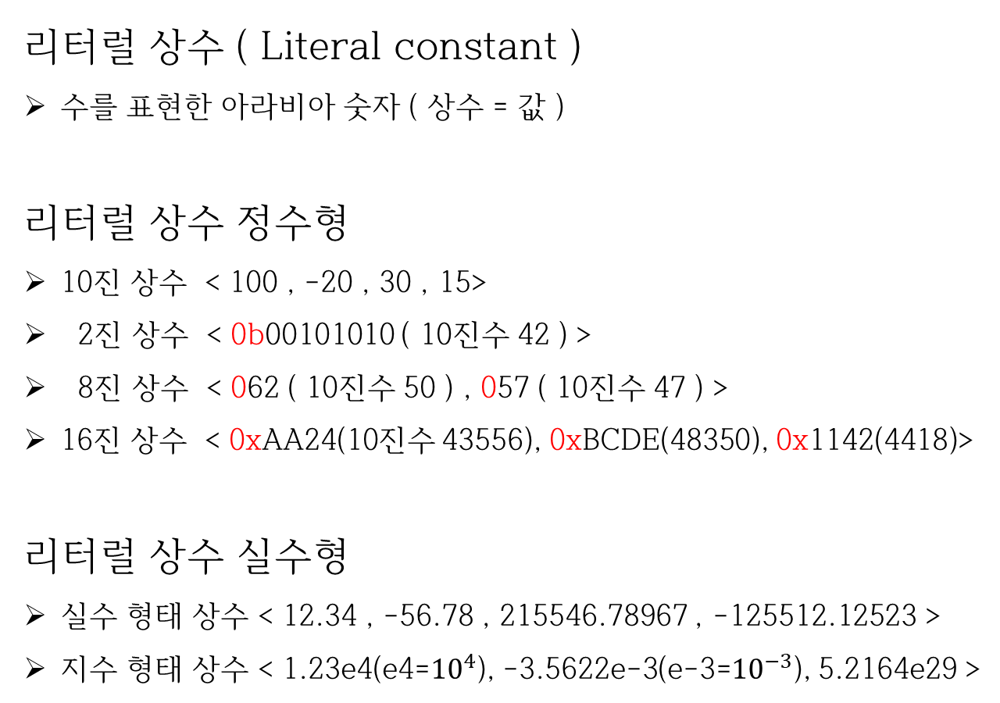 리터럴 상수 ( Literal constant )
➢ 수를 표현한 아라비아 숫자 ( 상수 = 값 )
리터럴 상수 정수형
➢ 10진 상수 < 100 , -20 , 30 , 15>
➢ 2진 상수 < 0b00101010 ( 10진수 42 ) >
➢ 8진 상수 < 062 ( 10진수 50 ) , 057 ( 10진수 47 ) >
➢ 16진 상수 < 0xAA24(10진수 43556), 0xBCDE(48350), 0x1142(4418)>
리터럴 상수 실수형
➢ 실수 형태 상수 < 12.34 , -56.78 , 215546.78967 , -125512.12523 >
➢ 지수 형태 상수 < 1.23e4(e4=10⁴), -3.5622e-3(e-3=10⁻³), 5.2164e29 >